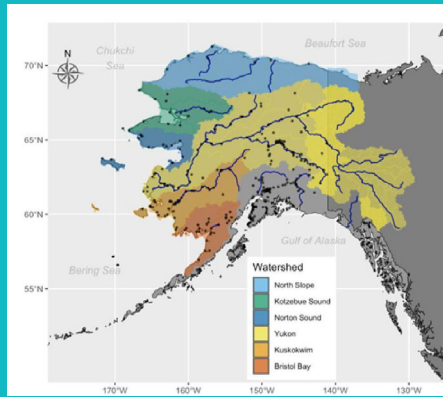 N
Chukchi
Sea
Beaufort Sea
70°N
65°N
60°N
55°N
Gulf of Alaska
Bering Sea
Watershed
North Slope
Kotzebue Sound
Norton Sound
Yukon
Kuskokwim
Bristol Bay
170°W
160°W
150°W
140°W
130°W